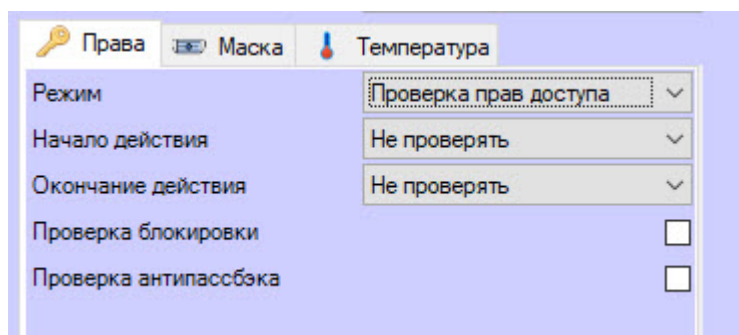 Права Маска Температура
Режим Проверка прав доступа
Начало действия Не проверять
Окончание действия Не проверять
Проверка блокировки
Проверка антипассбэка